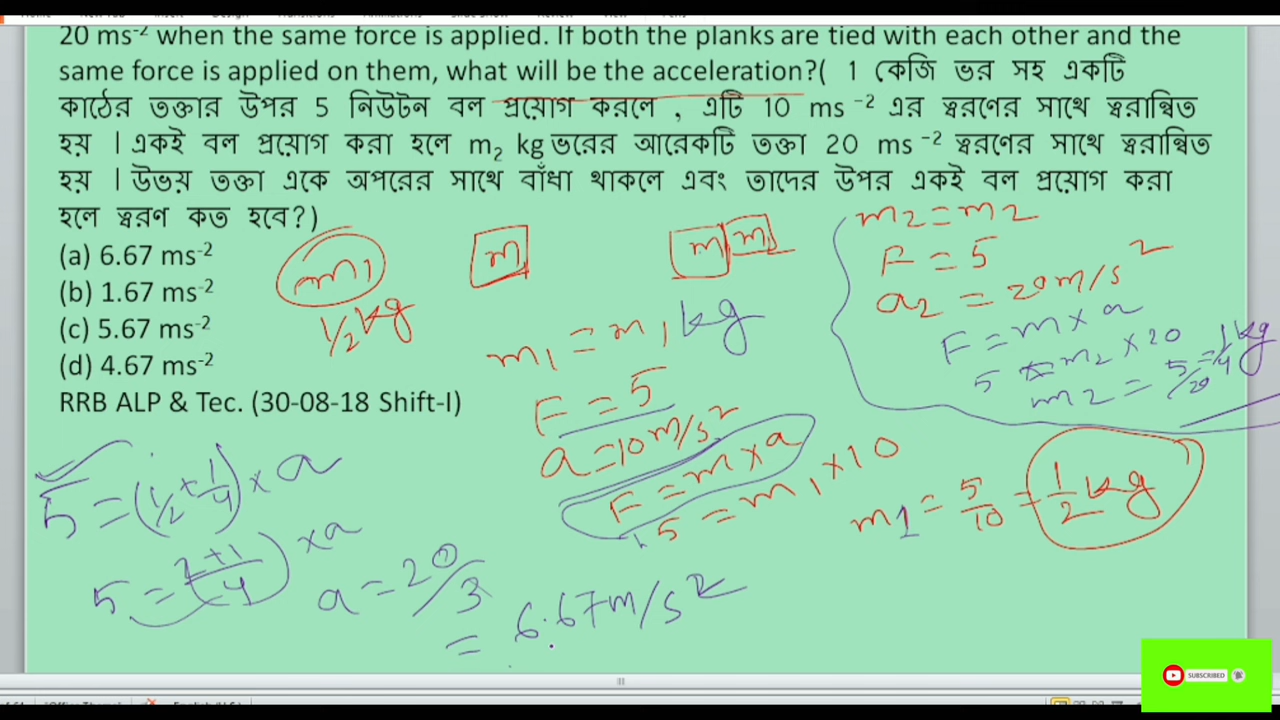 20 ms-2 when the same force is applied. If both the planks are tied with each other and the
same force is applied on them, what will be the acceleration?( 1 কেজি ভর সহ একটি
কাঠের তক্তার উপর 5 নিউটন বল প্রয়োগ করলে , এটি 10 ms -2 এর ত্বরণের সাথে ত্বরান্বিত
হয় | একই বল প্রয়োগ করা হলে m2 kg ভরের আরেকটি তক্তা 20 ms -2 ত্বরণের সাথে ত্বরান্বিত
হয় | উভয় তক্তা একে অপরের সাথে বাঁধা থাকলে এবং তাদের উপর একই বল প্রয়োগ করা
হলে ত্বরণ কত হবে?)
(a) 6.67 ms-2
(b) 1.67 ms-2
(c) 5.67 ms-2
(d) 4.67 ms-2
RRB ALP & Tec. (30-08-18 Shift-I)
m1
1/2 kg
m
m m
m1 = m1 kg
F = 5
a = 10 m/s2
F = m × a
5 = m1 × 10
m1 = 5/10 = 1/2 kg
m2 = m2
F = 5
a2 = 20 m/s2
F = m × a
5 = m2 × 20
m2 = 5/20 = 1/4 kg
5 = (1/2 + 1/4) × a
5 = (2+1/4) × a
a = 20/3
= 6.67 m/s2
SUBSCRIBED